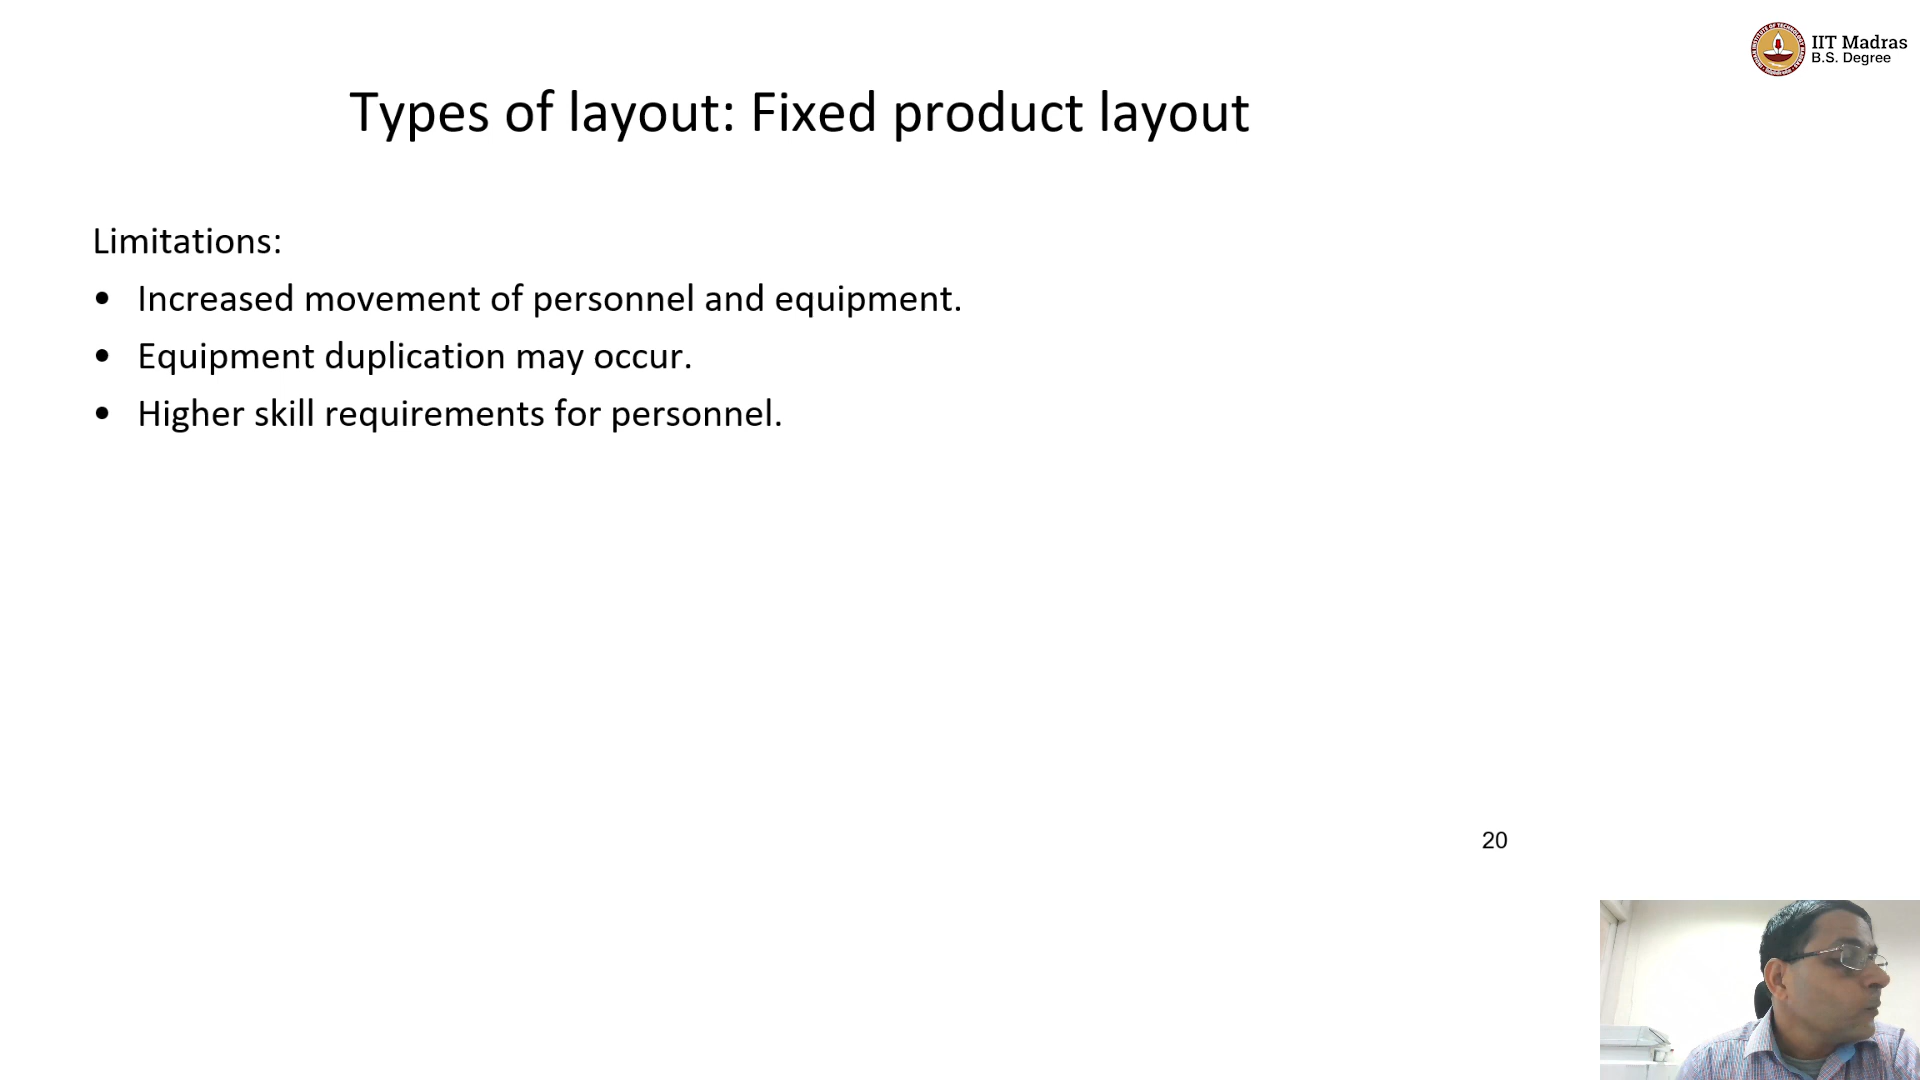 IIT Madras
B.S. Degree
Types of layout: Fixed product layout
Limitations:
• Increased movement of personnel and equipment.
• Equipment duplication may occur.
• Higher skill requirements for personnel.
20